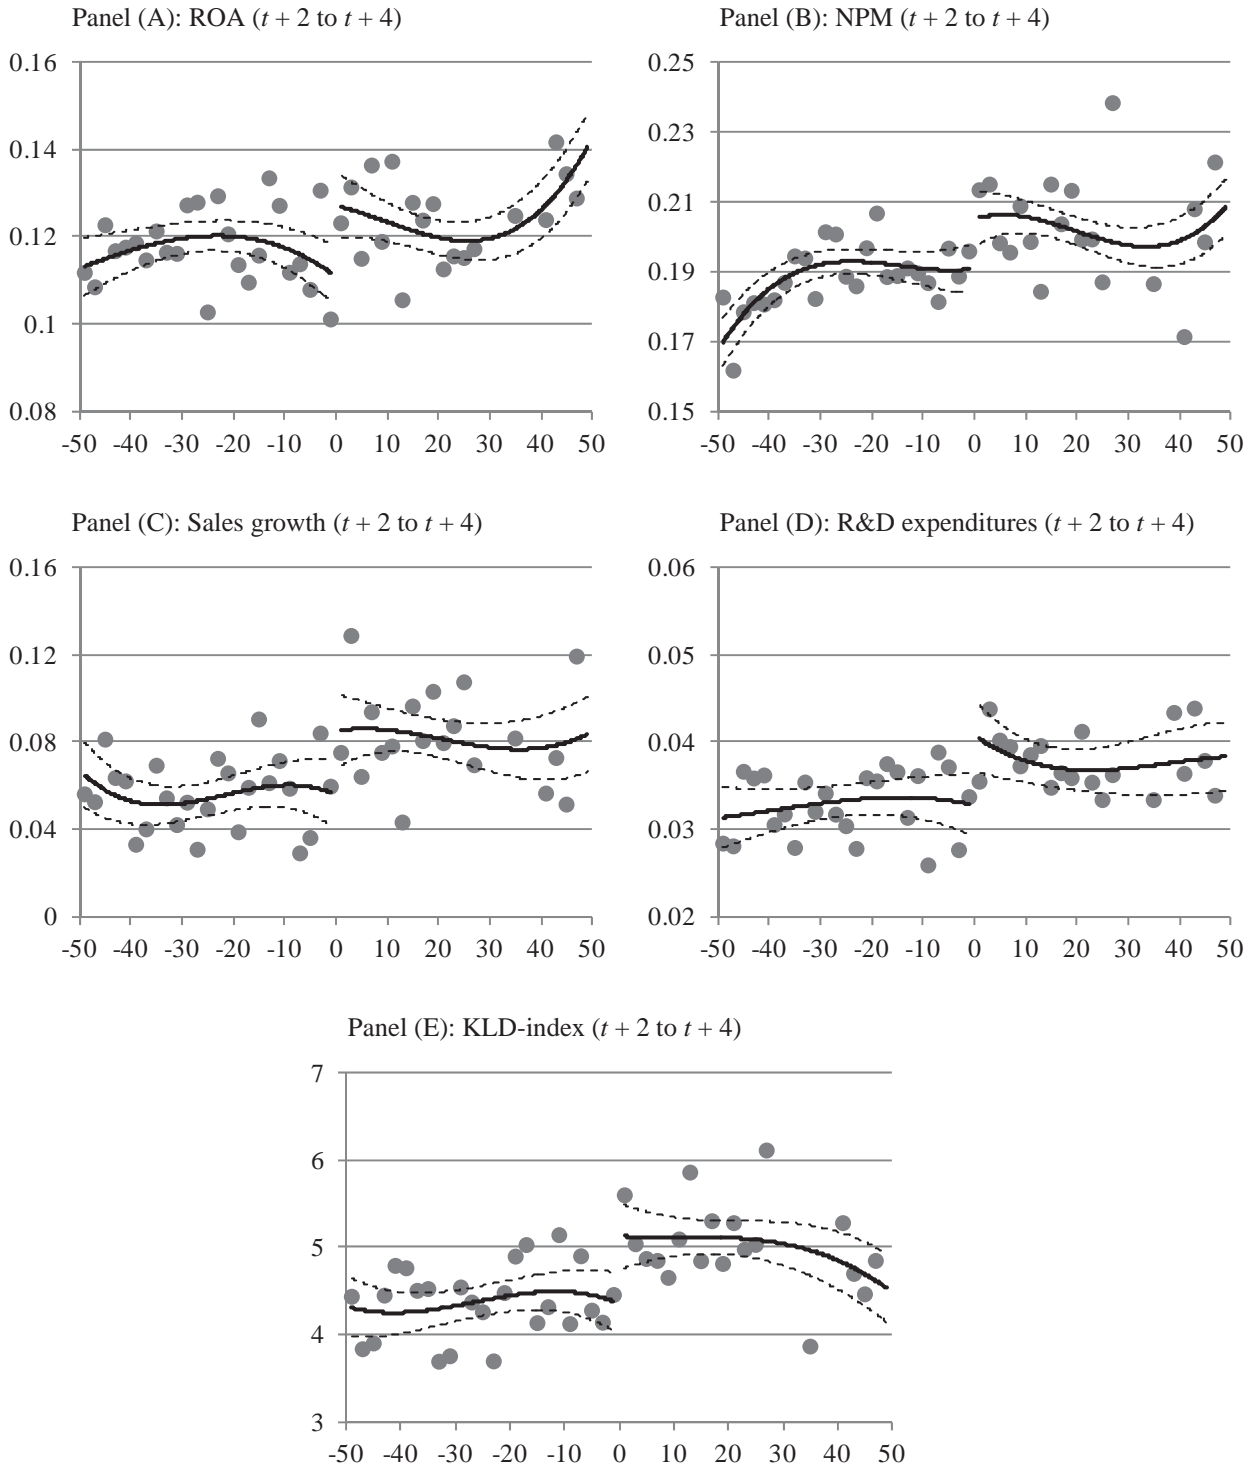 Panel (A): ROA (t + 2 to t + 4)
0.16
0.14
0.12
0.1
0.08
-50 -40 -30 -20 -10 0 10 20 30 40 50
Panel (B): NPM (t + 2 to t + 4)
0.25
0.23
0.21
0.19
0.17
0.15
-50 -40 -30 -20 -10 0 10 20 30 40 50
Panel (C): Sales growth (t + 2 to t + 4)
0.16
0.12
0.08
0.04
0
-50 -40 -30 -20 -10 0 10 20 30 40 50
Panel (D): R&D expenditures (t + 2 to t + 4)
0.06
0.05
0.04
0.03
0.02
-50 -40 -30 -20 -10 0 10 20 30 40 50
Panel (E): KLD-index (t + 2 to t + 4)
7
6
5
4
3
-50 -40 -30 -20 -10 0 10 20 30 40 50